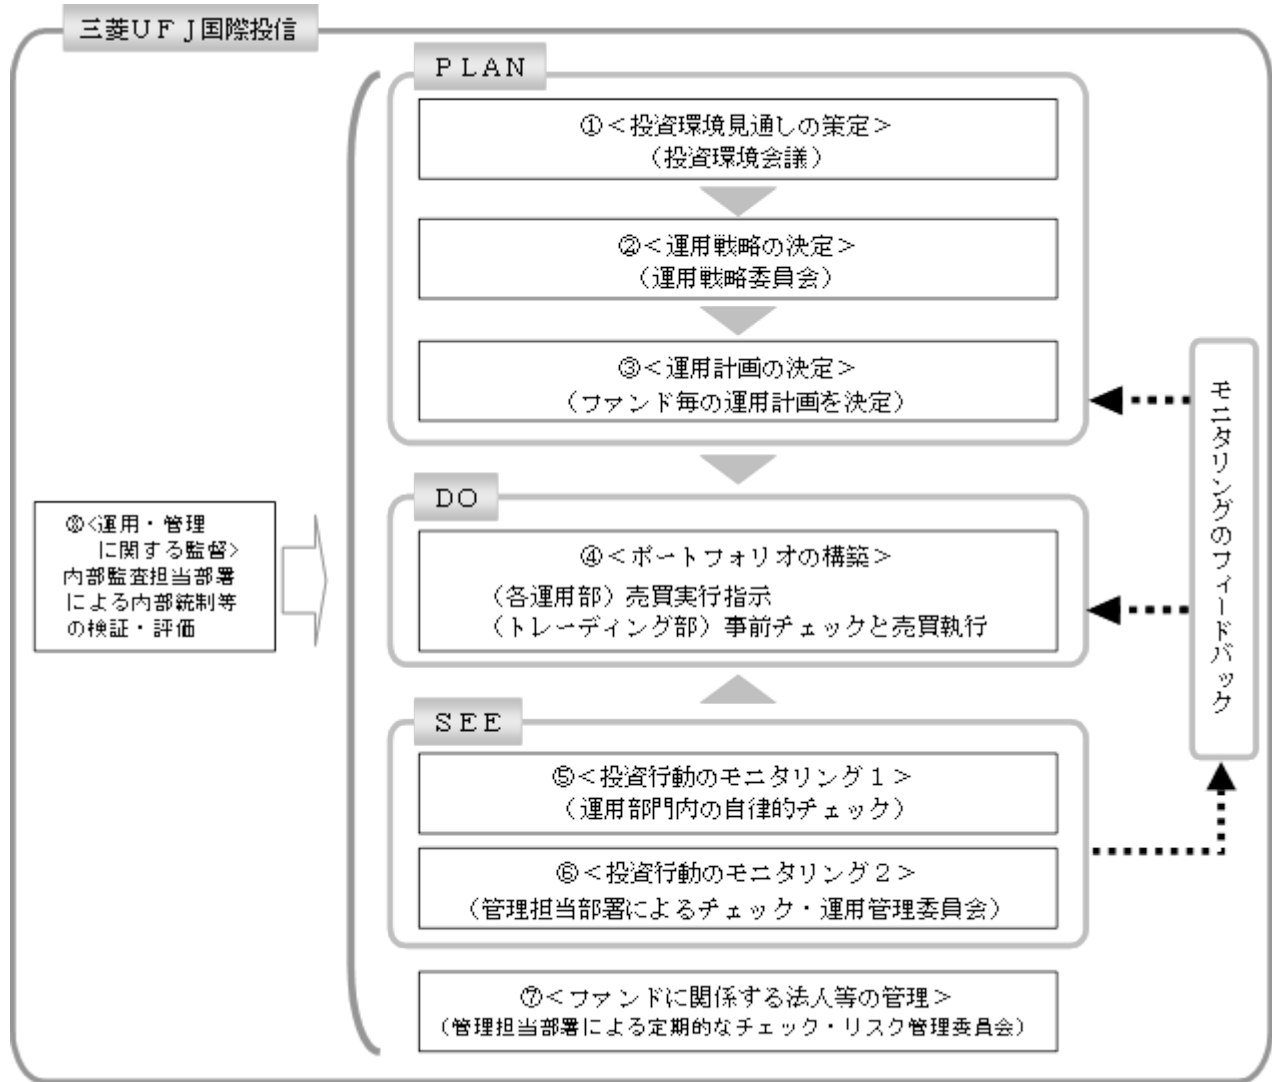 三菱ＵＦＪ国際投信
ＰＬＡＮ
①＜投資環境見通しの策定＞
（投資環境会議）
②＜運用戦略の決定＞
（運用戦略委員会）
③＜運用計画の決定＞
（ファンド毎の運用計画を決定）
ＤＯ
④＜ポートフォリオの構築＞
（各運用部）売買実行指示
（トレーディング部）事前チェックと売買執行
ＳＥＥ
⑤＜投資行動のモニタリング１＞
（運用部門内の自律的チェック）
⑥＜投資行動のモニタリング２＞
（管理担当部署によるチェック・運用管理委員会）
⑦＜ファンドに関係する法人等の管理＞
（管理担当部署による定期的なチェック・リスク管理委員会）
⑧<運用・管理
に関する監督>
内部監査担当部署
による内部統制等
の検証・評価
モニタリングのフィードバック